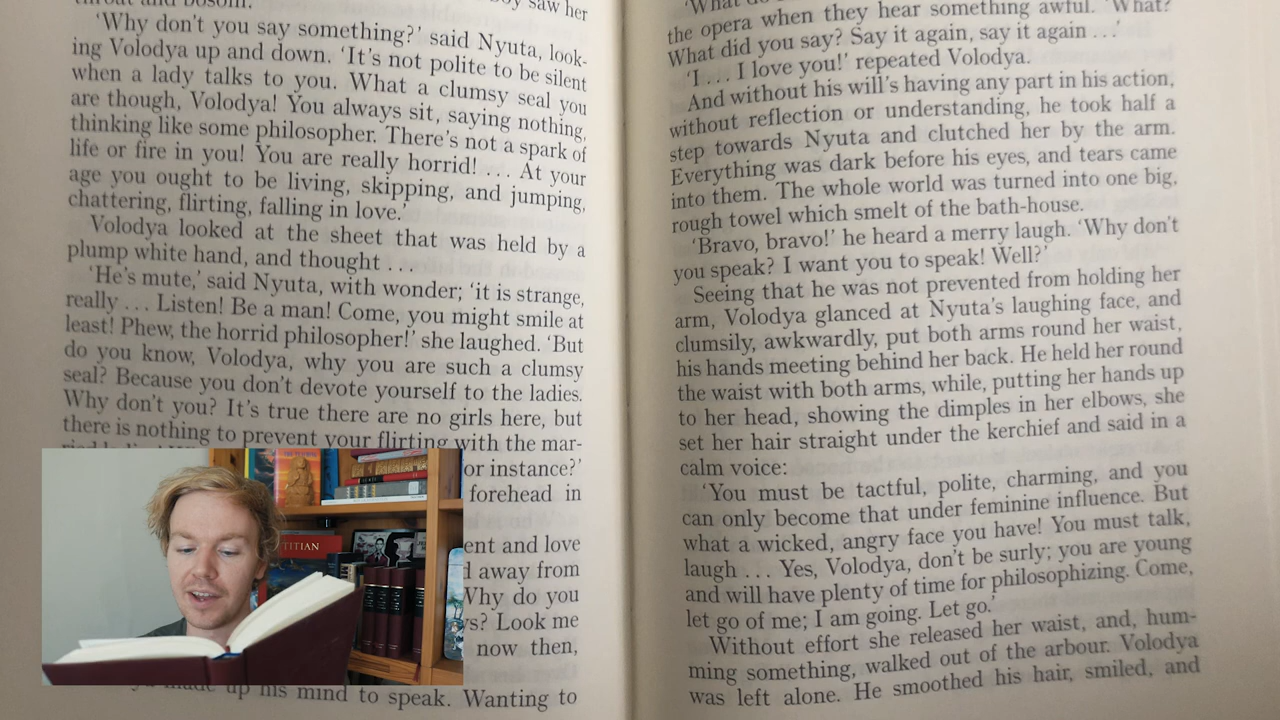 throat and bosom. boy saw her
'Why don't you say something?' said Nyuta, look-
ing Volodya up and down. 'It's not polite to be silent
when a lady talks to you. What a clumsy seal you
are though, Volodya! You always sit, saying nothing,
thinking like some philosopher. There's not a spark of
life or fire in you! You are really horrid! . . . At your
age you ought to be living, skipping, and jumping,
chattering, flirting, falling in love.'
Volodya looked at the sheet that was held by a
plump white hand, and thought . . .
'He's mute,' said Nyuta, with wonder; 'it is strange,
really . . . Listen! Be a man! Come, you might smile at
least! Phew, the horrid philosopher!' she laughed. 'But
do you know, Volodya, why you are such a clumsy
seal? Because you don't devote yourself to the ladies.
Why don't you? It's true there are no girls here, but
there is nothing to prevent your flirting with the mar-
or instance?'
forehead in
ent and love
away from
Why do you
? Look me
now then,
made up his mind to speak. Wanting to
'What do
the opera when they hear something awful. 'What?
What did you say? Say it again, say it again . . .'
'I . . . I love you!' repeated Volodya.
And without his will's having any part in his action,
without reflection or understanding, he took half a
step towards Nyuta and clutched her by the arm.
Everything was dark before his eyes, and tears came
into them. The whole world was turned into one big,
rough towel which smelt of the bath-house.
'Bravo, bravo!' he heard a merry laugh. 'Why don't
you speak? I want you to speak! Well?'
Seeing that he was not prevented from holding her
arm, Volodya glanced at Nyuta's laughing face, and
clumsily, awkwardly, put both arms round her waist,
his hands meeting behind her back. He held her round
the waist with both arms, while, putting her hands up
to her head, showing the dimples in her elbows, she
set her hair straight under the kerchief and said in a
calm voice:
'You must be tactful, polite, charming, and you
can only become that under feminine influence. But
what a wicked, angry face you have! You must talk,
laugh . . . Yes, Volodya, don't be surly; you are young
and will have plenty of time for philosophizing. Come,
let go of me; I am going. Let go.'
Without effort she released her waist, and, hum-
ming something, walked out of the arbour. Volodya
was left alone. He smoothed his hair, smiled, and
TITIAN